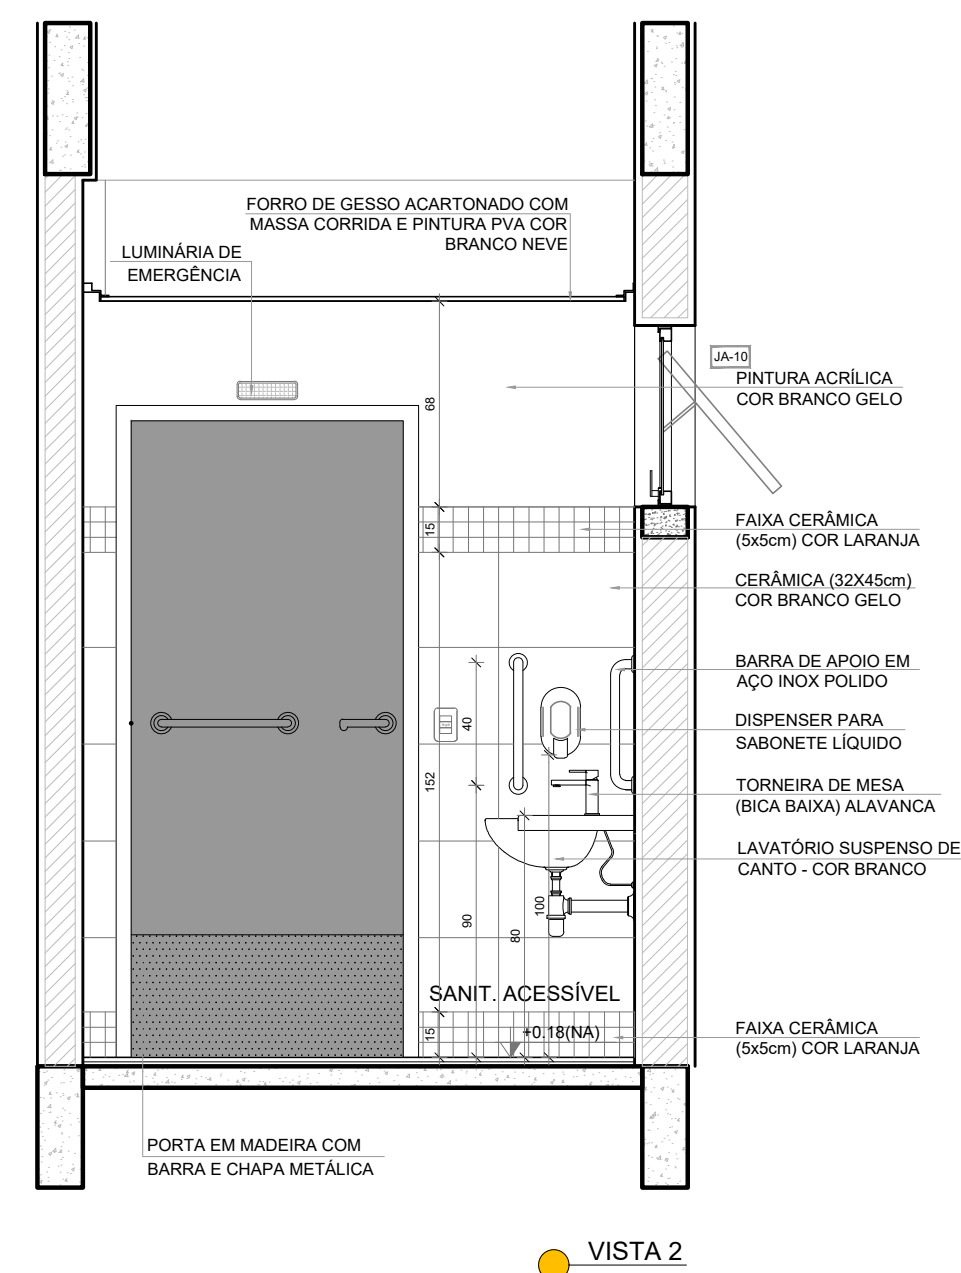 FORRO DE GESSO ACARTONADO COM
MASSA CORRIDA E PINTURA PVA COR
BRANCO NEVE
LUMINÁRIA DE
EMERGÊNCIA
JA-10
PINTURA ACRÍLICA
COR BRANCO GELO
68
15
FAIXA CERÂMICA
(5x5cm) COR LARANJA
CERÂMICA (32X45cm)
COR BRANCO GELO
BARRA DE APOIO EM
AÇO INOX POLIDO
40
DISPENSER PARA
SABONETE LÍQUIDO
152
TORNEIRA DE MESA
(BICA BAIXA) ALAVANCA
LAVATÓRIO SUSPENSO DE
CANTO - COR BRANCO
90
80
100
SANIT. ACESSÍVEL
15
+0.18(NA)
FAIXA CERÂMICA
(5x5cm) COR LARANJA
PORTA EM MADEIRA COM
BARRA E CHAPA METÁLICA
VISTA 2